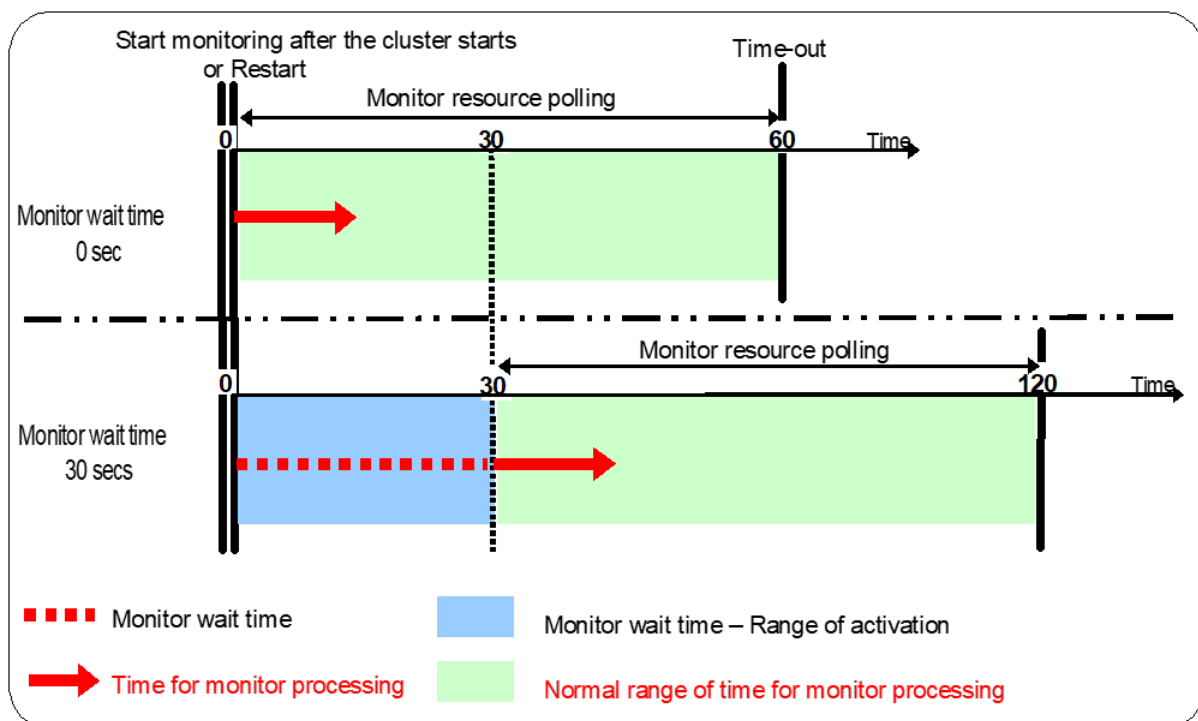 Start monitoring after the cluster starts
or Restart
Time-out
Monitor resource polling
0
30
60
Time
Monitor wait time
0 sec
Monitor resource polling
0
30
120
Time
Monitor wait time
30 secs
Monitor wait time
Monitor wait time – Range of activation
Time for monitor processing
Normal range of time for monitor processing